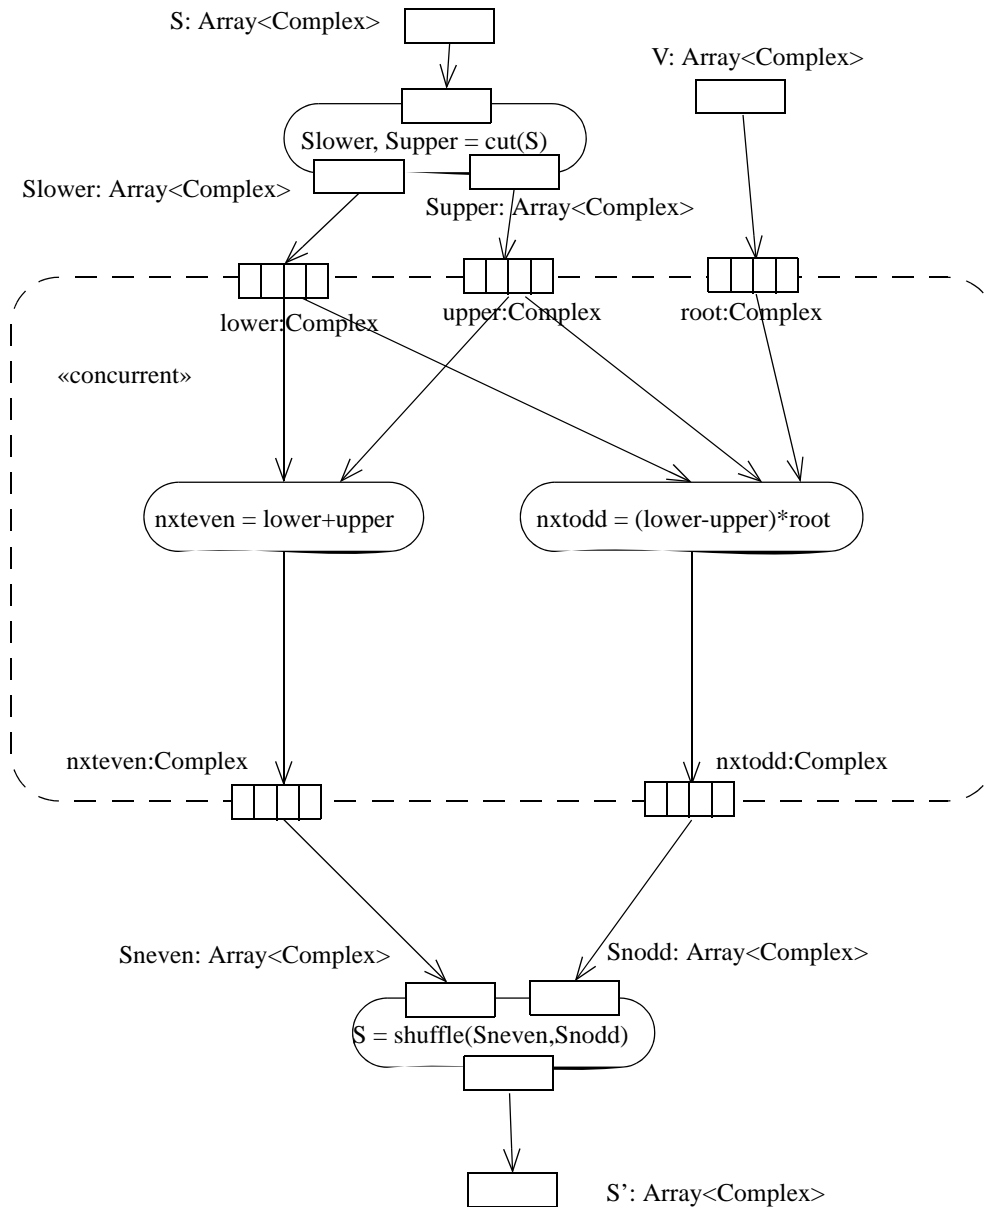 S: Array<Complex>
V: Array<Complex>
Slower, Supper = cut(S)
Slower: Array<Complex>
Supper: Array<Complex>
lower:Complex
upper:Complex
root:Complex
«concurrent»
nxteven = lower+upper
nxtodd = (lower-upper)*root
nxteven:Complex
nxtodd:Complex
Sneven: Array<Complex>
Snodd: Array<Complex>
S = shuffle(Sneven,Snodd)
S’: Array<Complex>